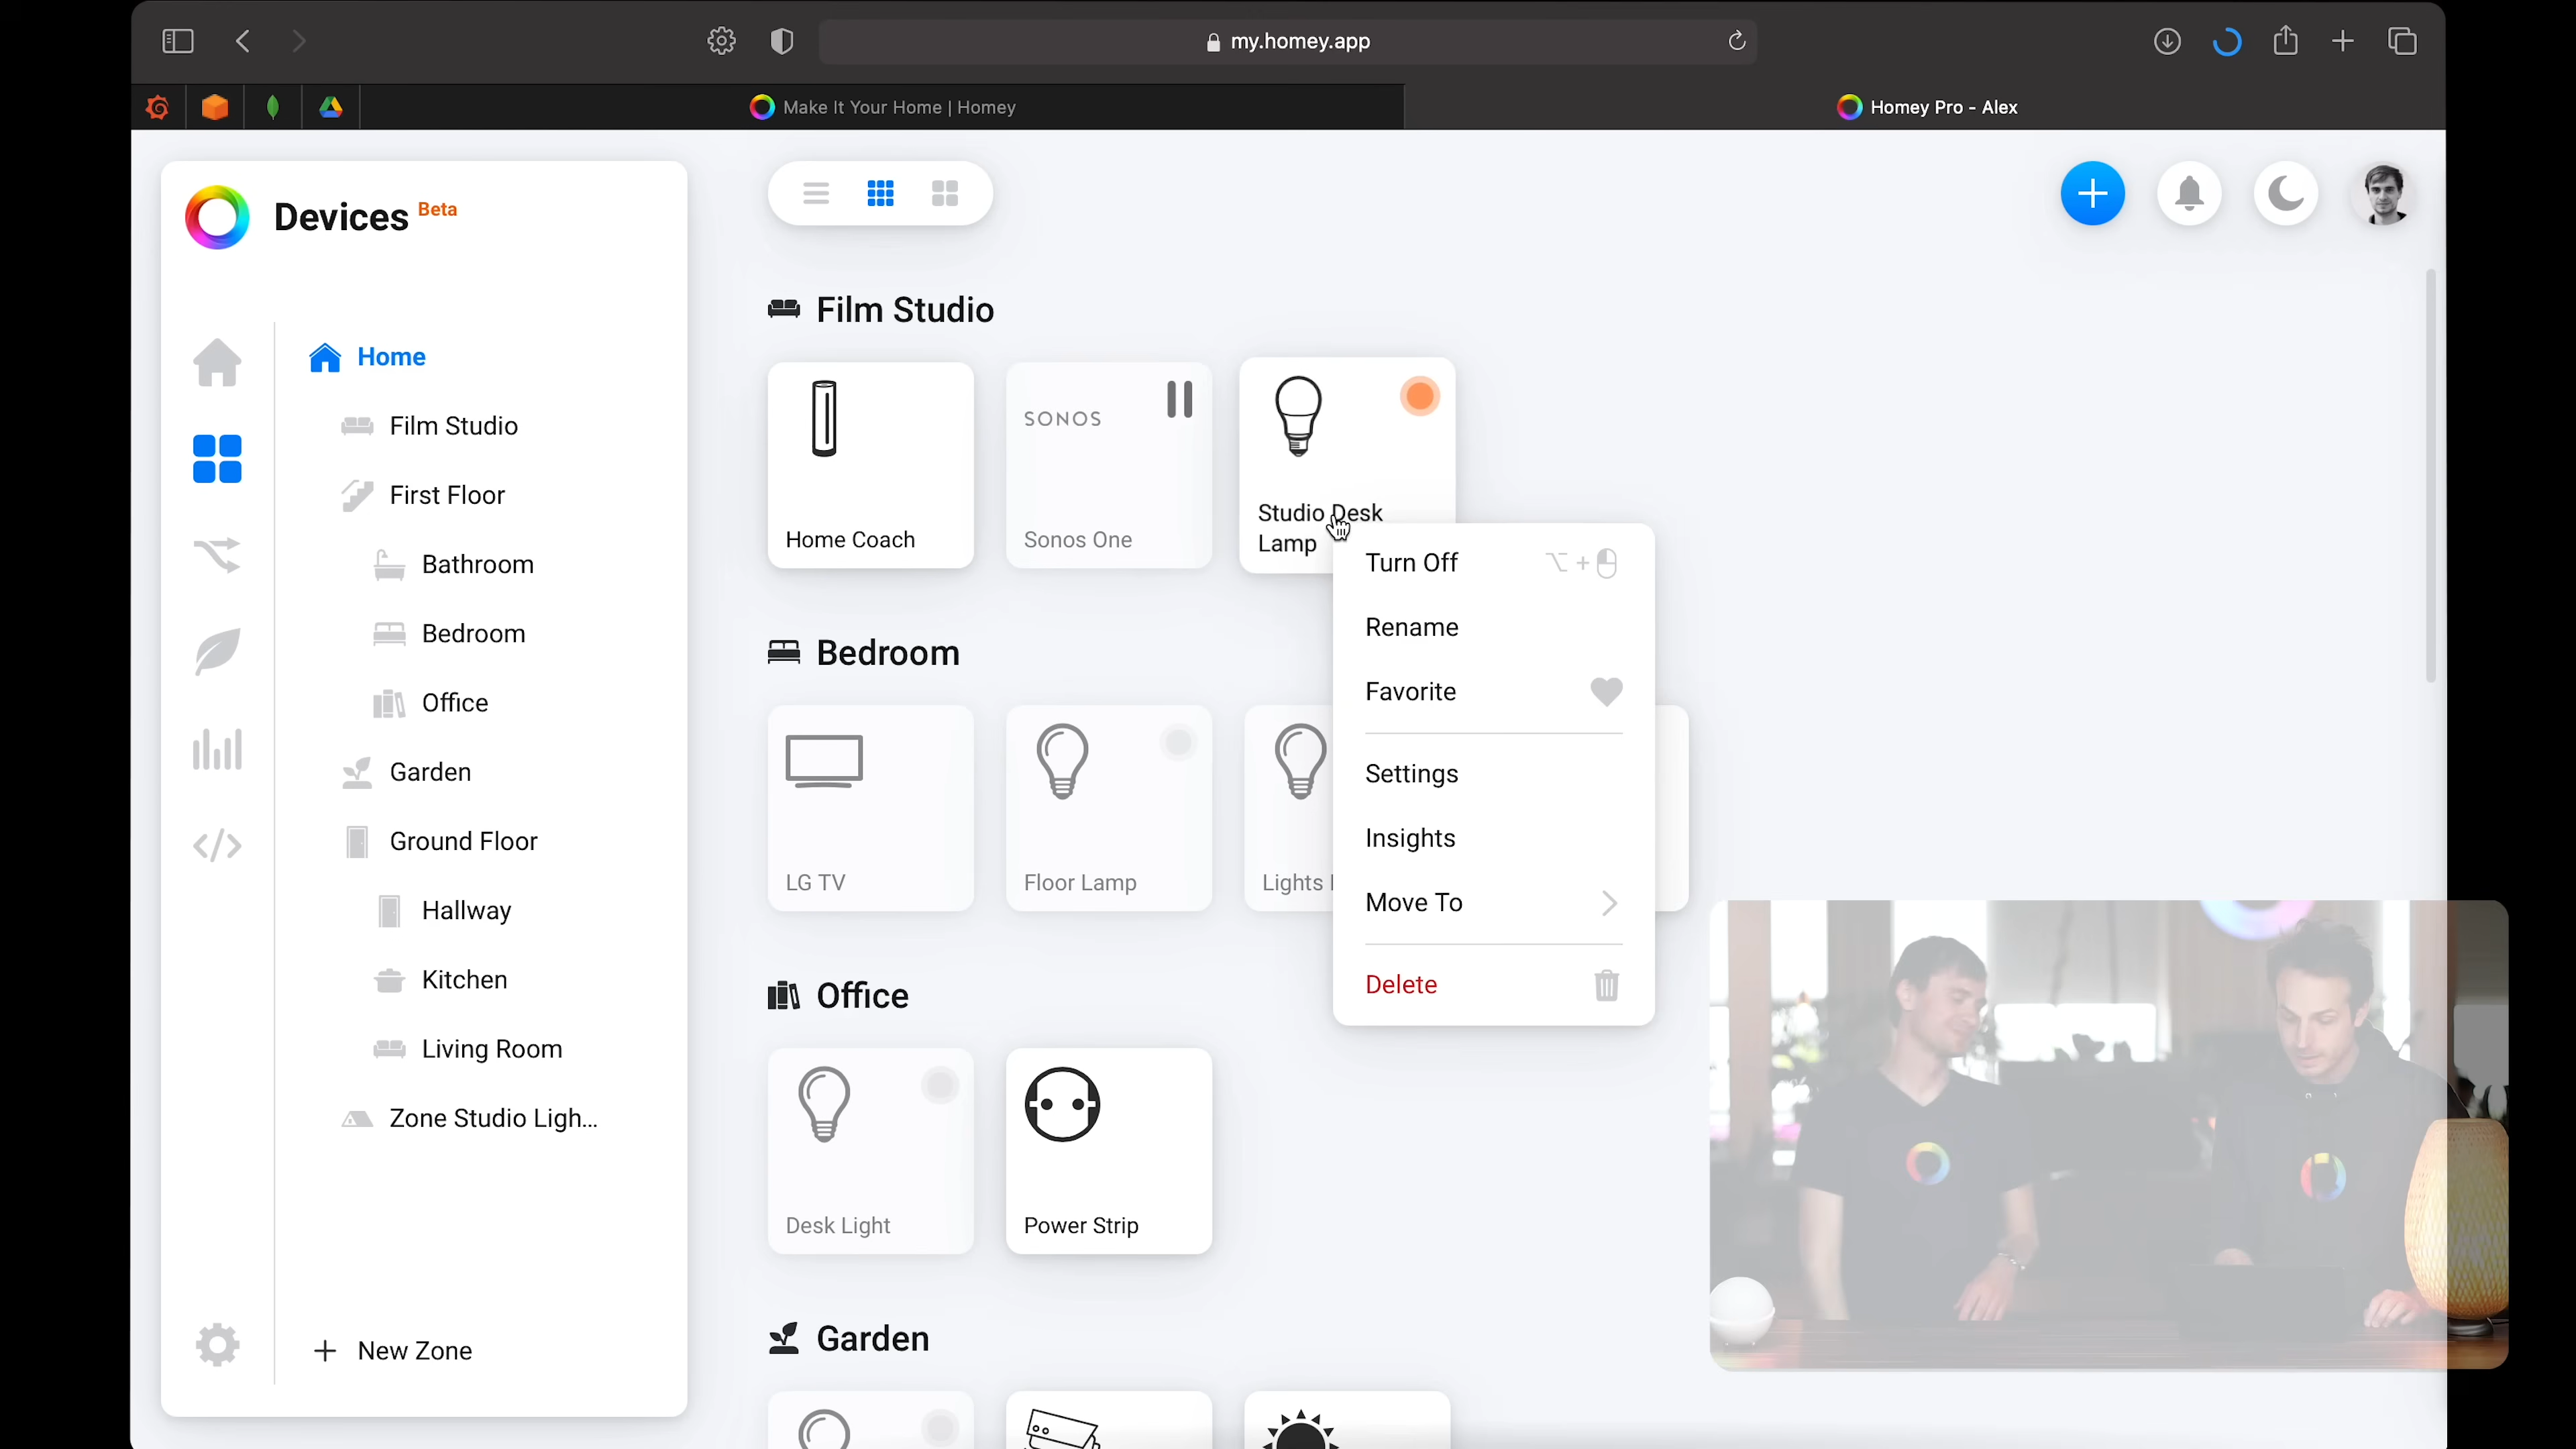 my.homey.app
Make It Your Home | Homey
Homey Pro - Alex
Devices Beta
Home
Film Studio
First Floor
Bathroom
Bedroom
Office
Garden
Ground Floor
Hallway
Kitchen
Living Room
Zone Studio Ligh...
+ New Zone
Film Studio
Home Coach
SONOS
Sonos One
Studio Desk
Lamp
Turn Off ⌥ +
Rename
Favorite
Settings
Insights
Move To
Delete
Bedroom
LG TV
Floor Lamp
Lights
Office
Desk Light
Power Strip
Garden